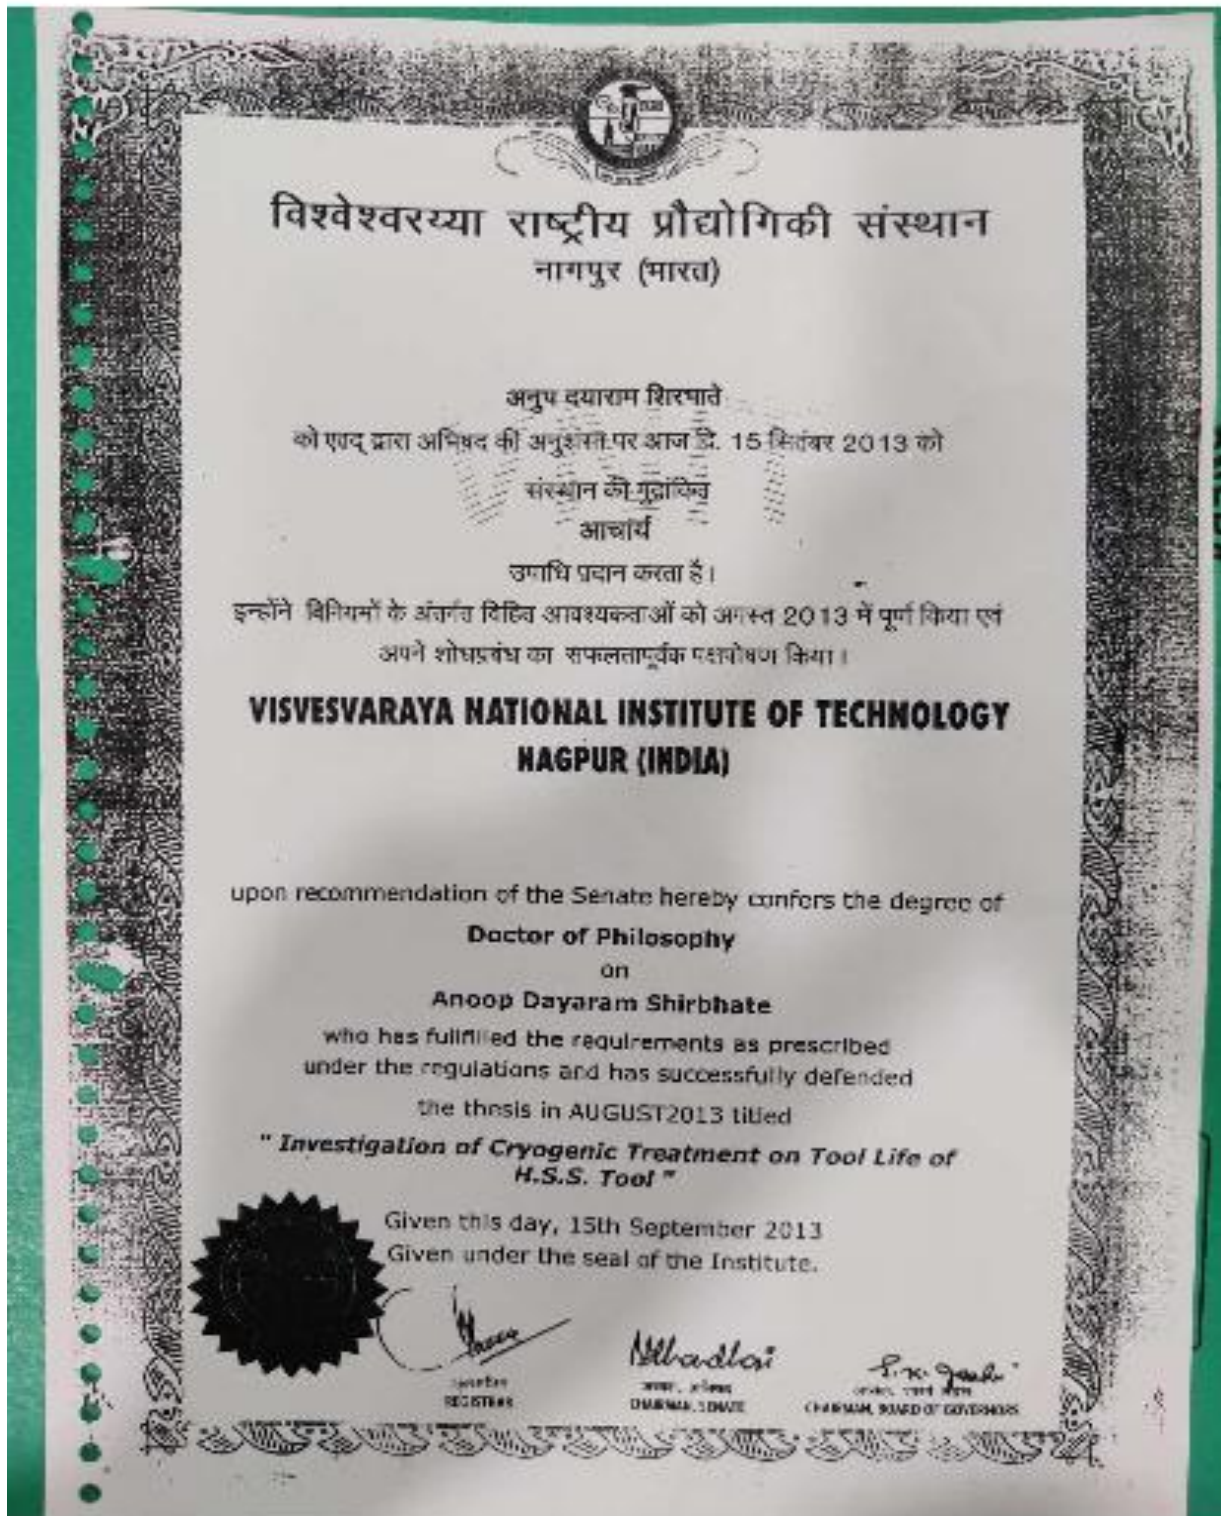 विश्वेश्वरय्या राष्ट्रीय प्रौद्योगिकी संस्थान
नागपुर (भारत)
अनुप दयाराम शिरभाते
को एतद् द्वारा अभिषद की अनुशंसा पर आज दि. 15 सितंबर 2013 को
संस्थान की मुद्रांकित
आचार्य
उपाधि प्रदान करता है।
इन्होंने विनियमों के अंतर्गत विहित आवश्यकताओं को अगस्त 2013 में पूर्ण किया एवं
अपने शोधप्रबंध का सफलतापूर्वक पक्षपोषण किया।
VISVESVARAYA NATIONAL INSTITUTE OF TECHNOLOGY
NAGPUR (INDIA)
upon recommendation of the Senate hereby confers the degree of
Doctor of Philosophy
on
Anoop Dayaram Shirbhate
who has fullfilled the requirements as prescribed
under the regulations and has successfully defended
the thesis in AUGUST2013 titled
" Investigation of Cryogenic Treatment on Tool Life of
H.S.S. Tool "
Given this day, 15th September 2013
Given under the seal of the Institute.
REGISTRAR
CHAIRMAN, SENATE
CHAIRMAN, BOARD OF GOVERNORS